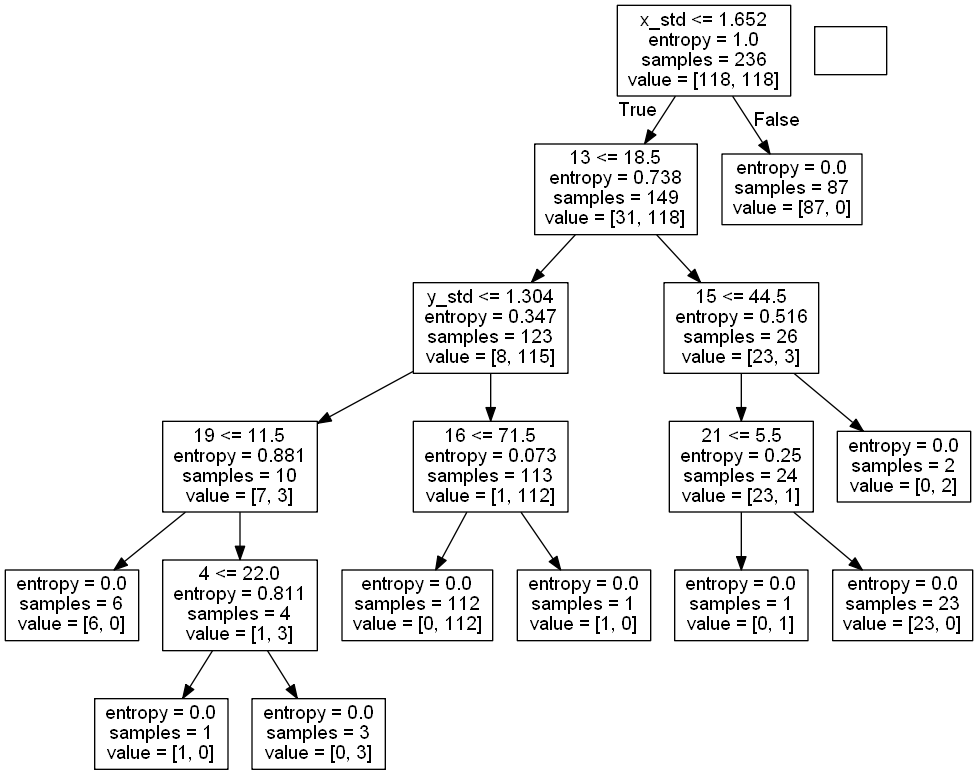 x_std <= 1.652
entropy = 1.0
samples = 236
value = [118, 118]
True
False
13 <= 18.5
entropy = 0.738
samples = 149
value = [31, 118]
entropy = 0.0
samples = 87
value = [87, 0]
y_std <= 1.304
entropy = 0.347
samples = 123
value = [8, 115]
15 <= 44.5
entropy = 0.516
samples = 26
value = [23, 3]
19 <= 11.5
entropy = 0.881
samples = 10
value = [7, 3]
16 <= 71.5
entropy = 0.073
samples = 113
value = [1, 112]
21 <= 5.5
entropy = 0.25
samples = 24
value = [23, 1]
entropy = 0.0
samples = 2
value = [0, 2]
entropy = 0.0
samples = 6
value = [6, 0]
4 <= 22.0
entropy = 0.811
samples = 4
value = [1, 3]
entropy = 0.0
samples = 112
value = [0, 112]
entropy = 0.0
samples = 1
value = [1, 0]
entropy = 0.0
samples = 1
value = [0, 1]
entropy = 0.0
samples = 23
value = [23, 0]
entropy = 0.0
samples = 1
value = [1, 0]
entropy = 0.0
samples = 3
value = [0, 3]